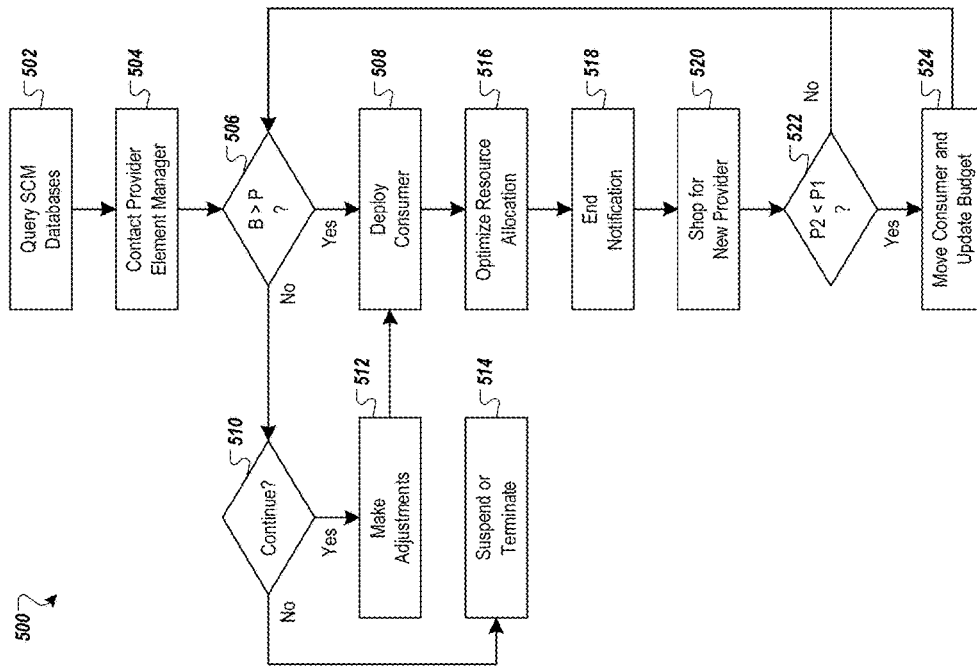 500
502
Query SCM
Databases
504
Contact Provider
Element Manager
506
B > P
?
No
Yes
510
Continue?
No
Yes
512
Make
Adjustments
514
Suspend or
Terminate
508
Deploy
Consumer
516
Optimize Resource
Allocation
518
End
Notification
520
Shop for
New Provider
522
P2 < P1
?
No
Yes
524
Move Consumer and
Update Budget